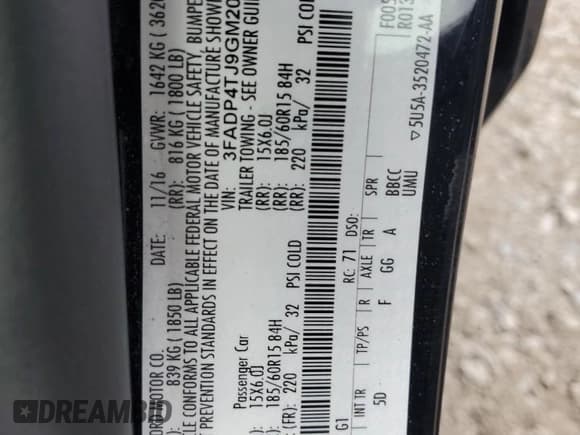 MOTOR CO.
DATE: 11/16 GVWR: 1642 KG (
839 KG (1850 LB) (RR): 816 KG (1800 LB)
CLE CONFORMS TO ALL APPLICABLE FEDERAL MOTOR VEHICLE SAFETY, BUMPE
FT PREVENTION STANDARDS IN EFFECT ON THE DATE OF MANUFACTURE SHOW
VIN: 3FADP4TJ9GM20
Passenger Car TRAILER TOWING - SEE OWNER GUI
15X6.0J (RR): 15X6.0J
185/60R15 84H (RR): 185/60R15 84H
(FR): 220 kPa/ 32 PSI COLD (RR): 220 kPa/ 32 PSI COL
F005
R013
G1 RC: 71 DSO:
INT TR TP/PS R AXLE TR SPR
5D F GG A BBCC
UMU
5U5A-3520472-AA
DREAMBID